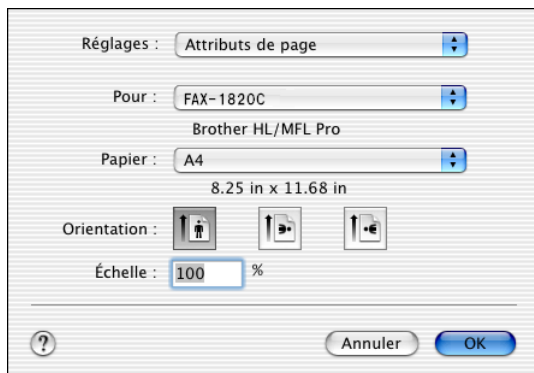 Réglages : Attributs de page
Pour : FAX-1820C
Brother HL/MFL Pro
Papier : A4
8.25 in x 11.68 in
Orientation :
Échelle : 100 %
? Annuler OK